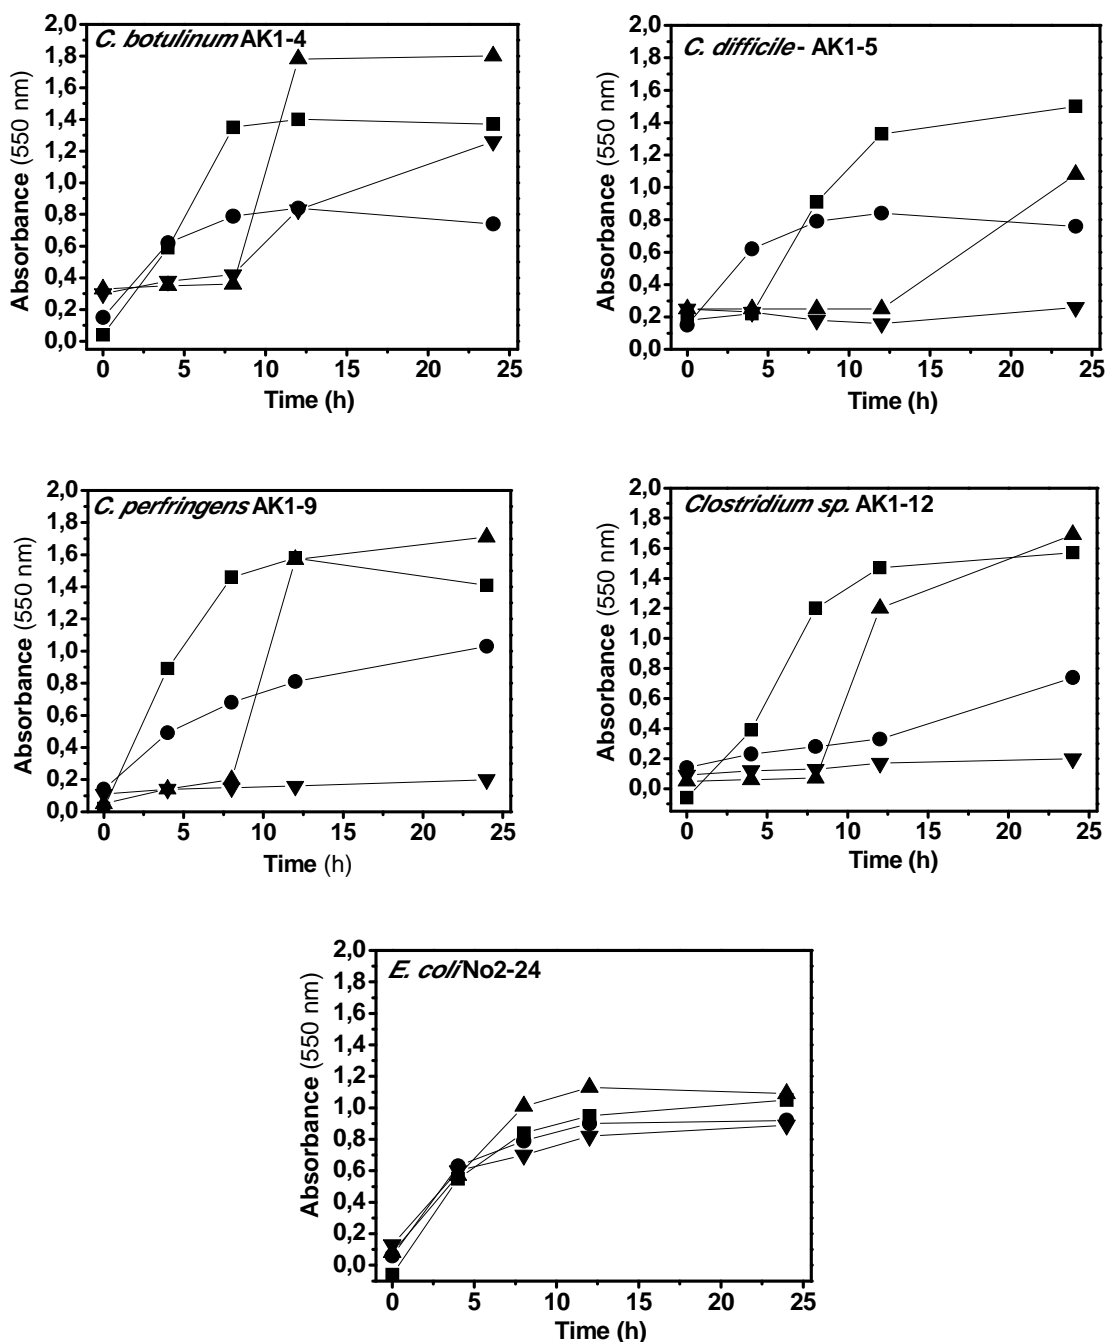 C. botulinum AK1-4
2,0
1,8
1,6
1,4
1,2
1,0
0,8
0,6
0,4
0,2
0,0
Absorbance (550 nm)
0 5 10 15 20 25
Time (h)
C. difficile - AK1-5
1,6
1,4
1,2
1,0
0,8
0,6
0,4
0,2
0,0
Absorbance (550 nm)
0 5 10 15 20 25
Time (h)
C. perfringens AK1-9
2,0
1,8
1,6
1,4
1,2
1,0
0,8
0,6
0,4
0,2
0,0
Absorbance (550 nm)
0 5 10 15 20 25
Time (h)
Clostridium sp. AK1-12
2,0
1,8
1,6
1,4
1,2
1,0
0,8
0,6
0,4
0,2
0,0
Absorbance (550 nm)
0 5 10 15 20 25
Time (h)
E. coli No2-24
2,0
1,8
1,6
1,4
1,2
1,0
0,8
0,6
0,4
0,2
0,0
Absorbance (550 nm)
0 5 10 15 20 25
Time (h)